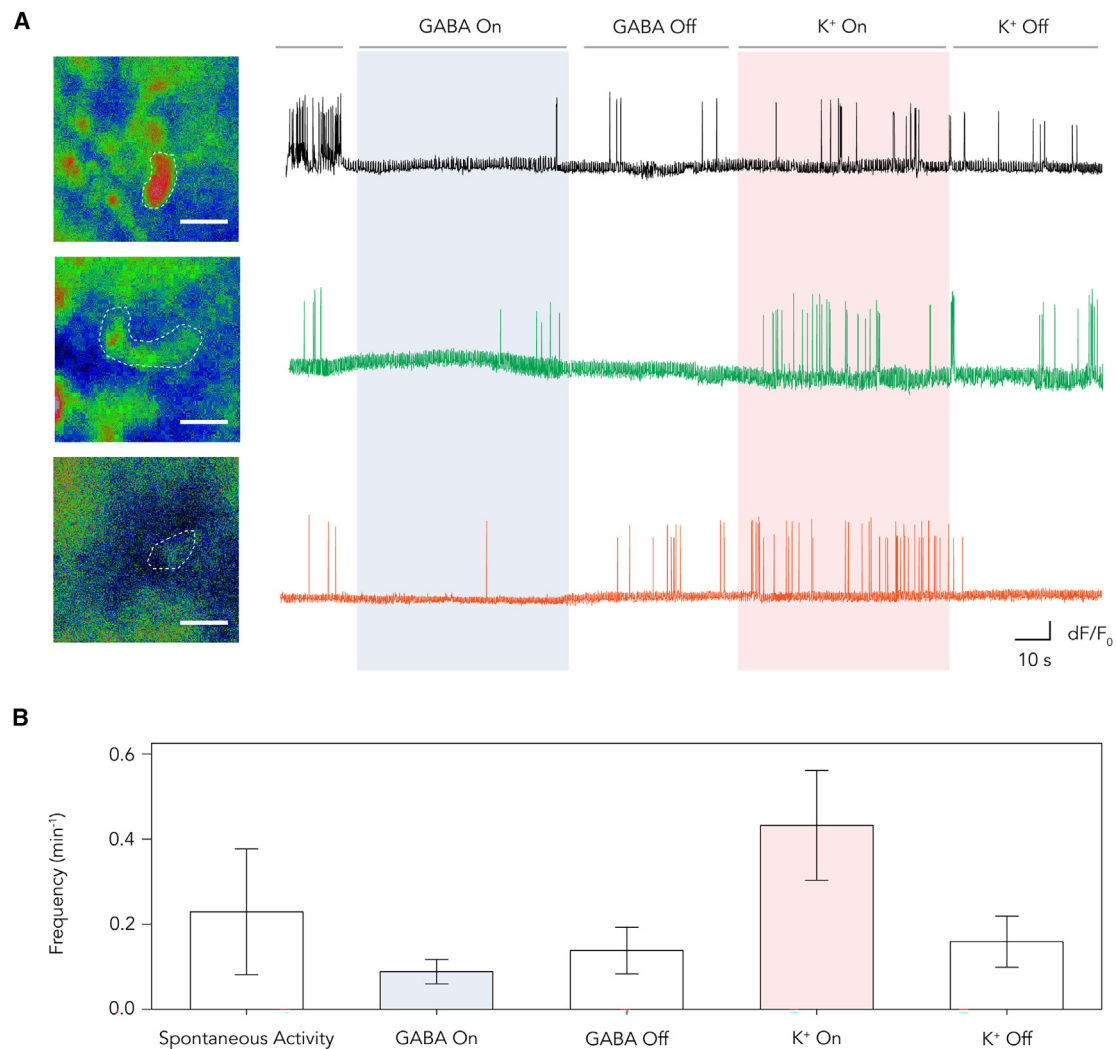 A
GABA On
GABA Off
K⁺ On
K⁺ Off
dF/F₀
10 s
B
0.6
0.4
0.2
0.0
Frequency (min⁻¹)
Spontaneous Activity
GABA On
GABA Off
K⁺ On
K⁺ Off